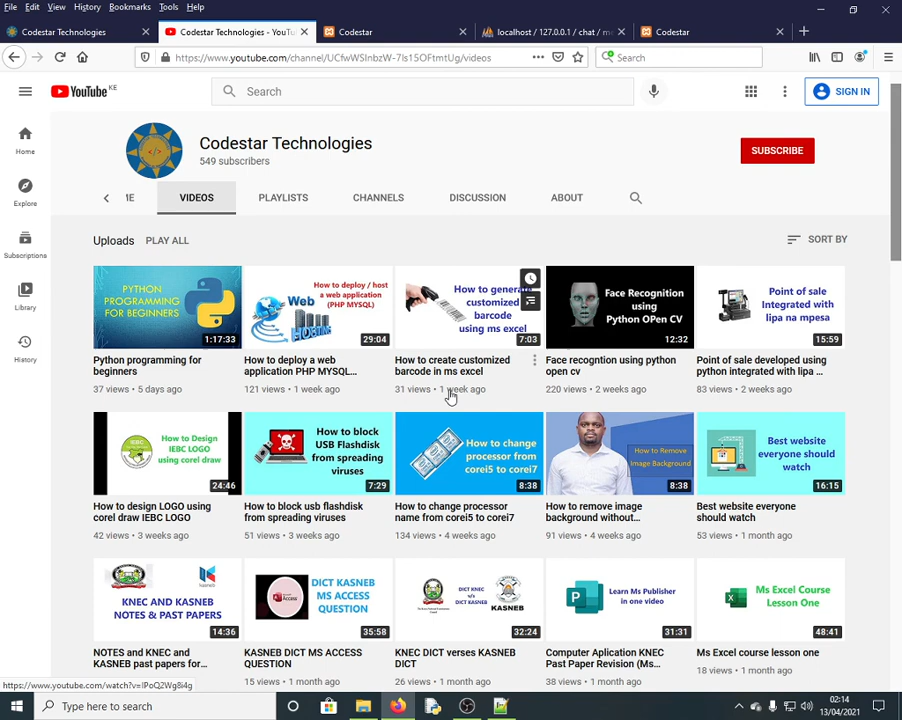 File Edit View History Bookmarks Tools Help
Codestar Technologies
Codestar Technologies - YouTu
Codestar
localhost / 127.0.0.1 / chat / me
Codestar
https://www.youtube.com/channel/UCfwWSInbzW-7Is15OFtmtUg/videos
Search
YouTube KE
Search
SIGN IN
Home
Explore
Subscriptions
Library
History
Codestar Technologies
549 subscribers
SUBSCRIBE
ME VIDEOS PLAYLISTS CHANNELS DISCUSSION ABOUT
Uploads PLAY ALL
SORT BY
PYTHON
PROGRAMMING
FOR BEGINNERS
1:17:33
Python programming for
beginners
37 views • 5 days ago
How to deploy / host
a web application
(PHP MYSQL)
Web
HOSTING
29:04
How to deploy a web
application PHP MYSQL...
121 views • 1 week ago
How to generate
customized
barcode
using ms excel
7:03
How to create customized
barcode in ms excel
31 views • 1 week ago
Face Recognition
using
Python OPen CV
12:32
Face recogntion using python
open cv
220 views • 2 weeks ago
Point of sale
Integrated with
lipa na mpesa
15:59
Point of sale developed using
python integrated with lipa ...
83 views • 2 weeks ago
IEBC
How to Design
IEBC LOGO
using corel draw
24:46
How to design LOGO using
corel draw IEBC LOGO
42 views • 3 weeks ago
How to block
USB Flashdisk
from spreading
viruses
7:29
How to block usb flashdisk
from spreading viruses
51 views • 3 weeks ago
How to change
processor from
corei5 to corei7
8:38
How to change processor
name from corei5 to corei7
134 views • 4 weeks ago
How to Remove
Image Background
8:38
How to remove image
background without...
91 views • 4 weeks ago
Best website
everyone should
watch
16:15
Best website everyone
should watch
53 views • 1 month ago
KNEC AND KASNEB
NOTES & PAST PAPERS
14:36
NOTES and KNEC and
KASNEB past papers for...
DICT KASNEB
MS ACCESS
QUESTION
35:58
KASNEB DICT MS ACCESS
QUESTION
15 views • 1 month ago
DICT KNEC
v/s
DICT KASNEB
KASNEB
32:24
KNEC DICT verses KASNEB
DICT
26 views • 1 month ago
Learn Ms Publisher
in one video
31:31
Computer Aplication KNEC
Past Paper Revision (Ms...
21 views • 1 month ago
Ms Excel Course
Lesson One
48:41
Ms Excel course lesson one
18 views • 1 month ago
https://www.youtube.com/watch?v=lPoQ2Wg8i4g
Type here to search
02:14
13/04/2021